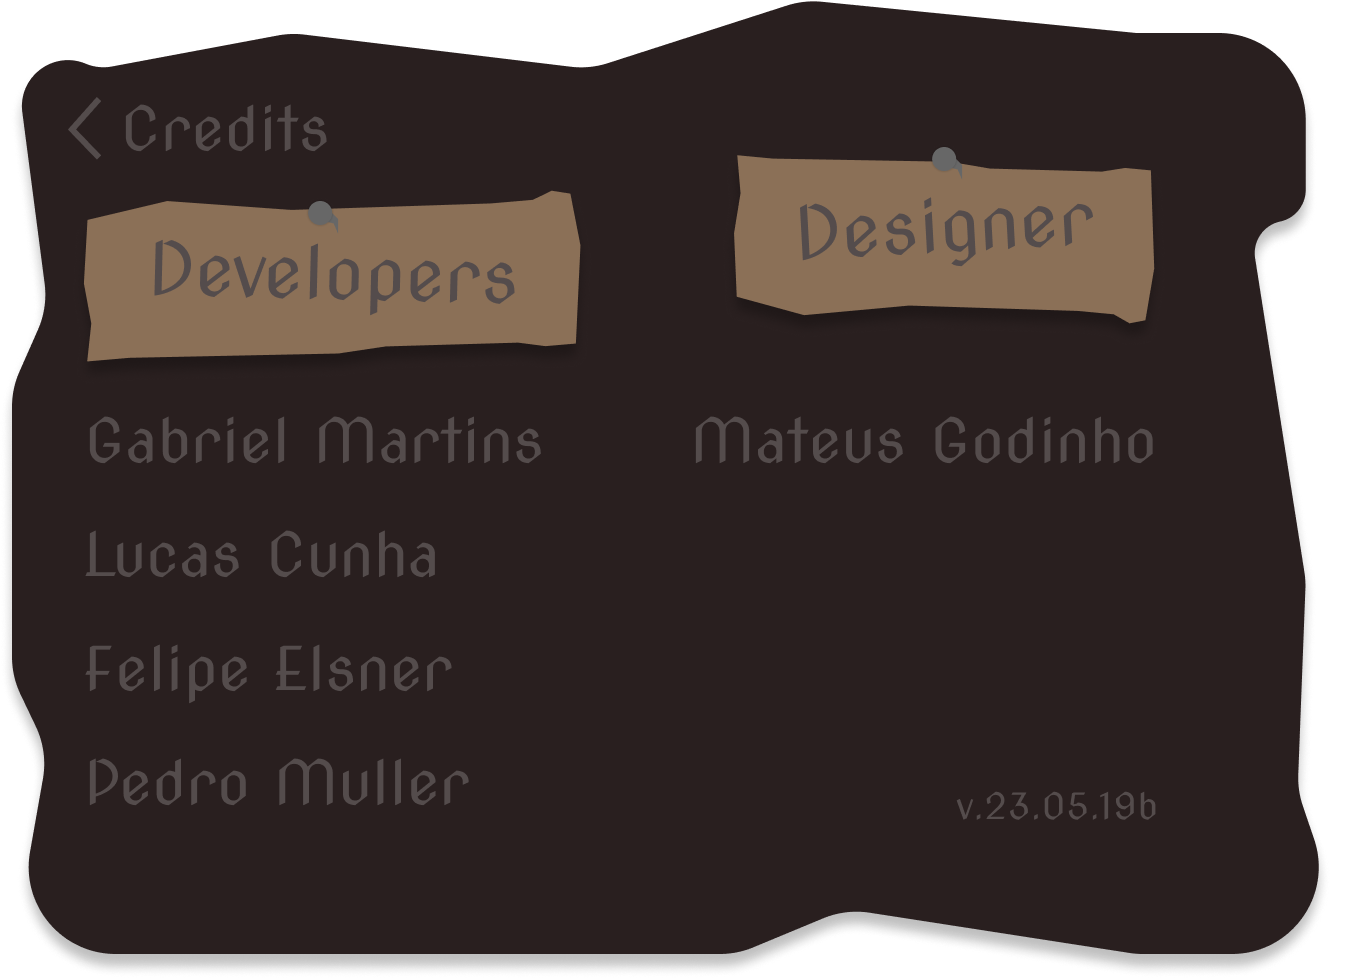 Credits
Developers
Gabriel Martins
Lucas Cunha
Felipe Elsner
Pedro Muller
Designer
Mateus Godinho
v.23.05.19b